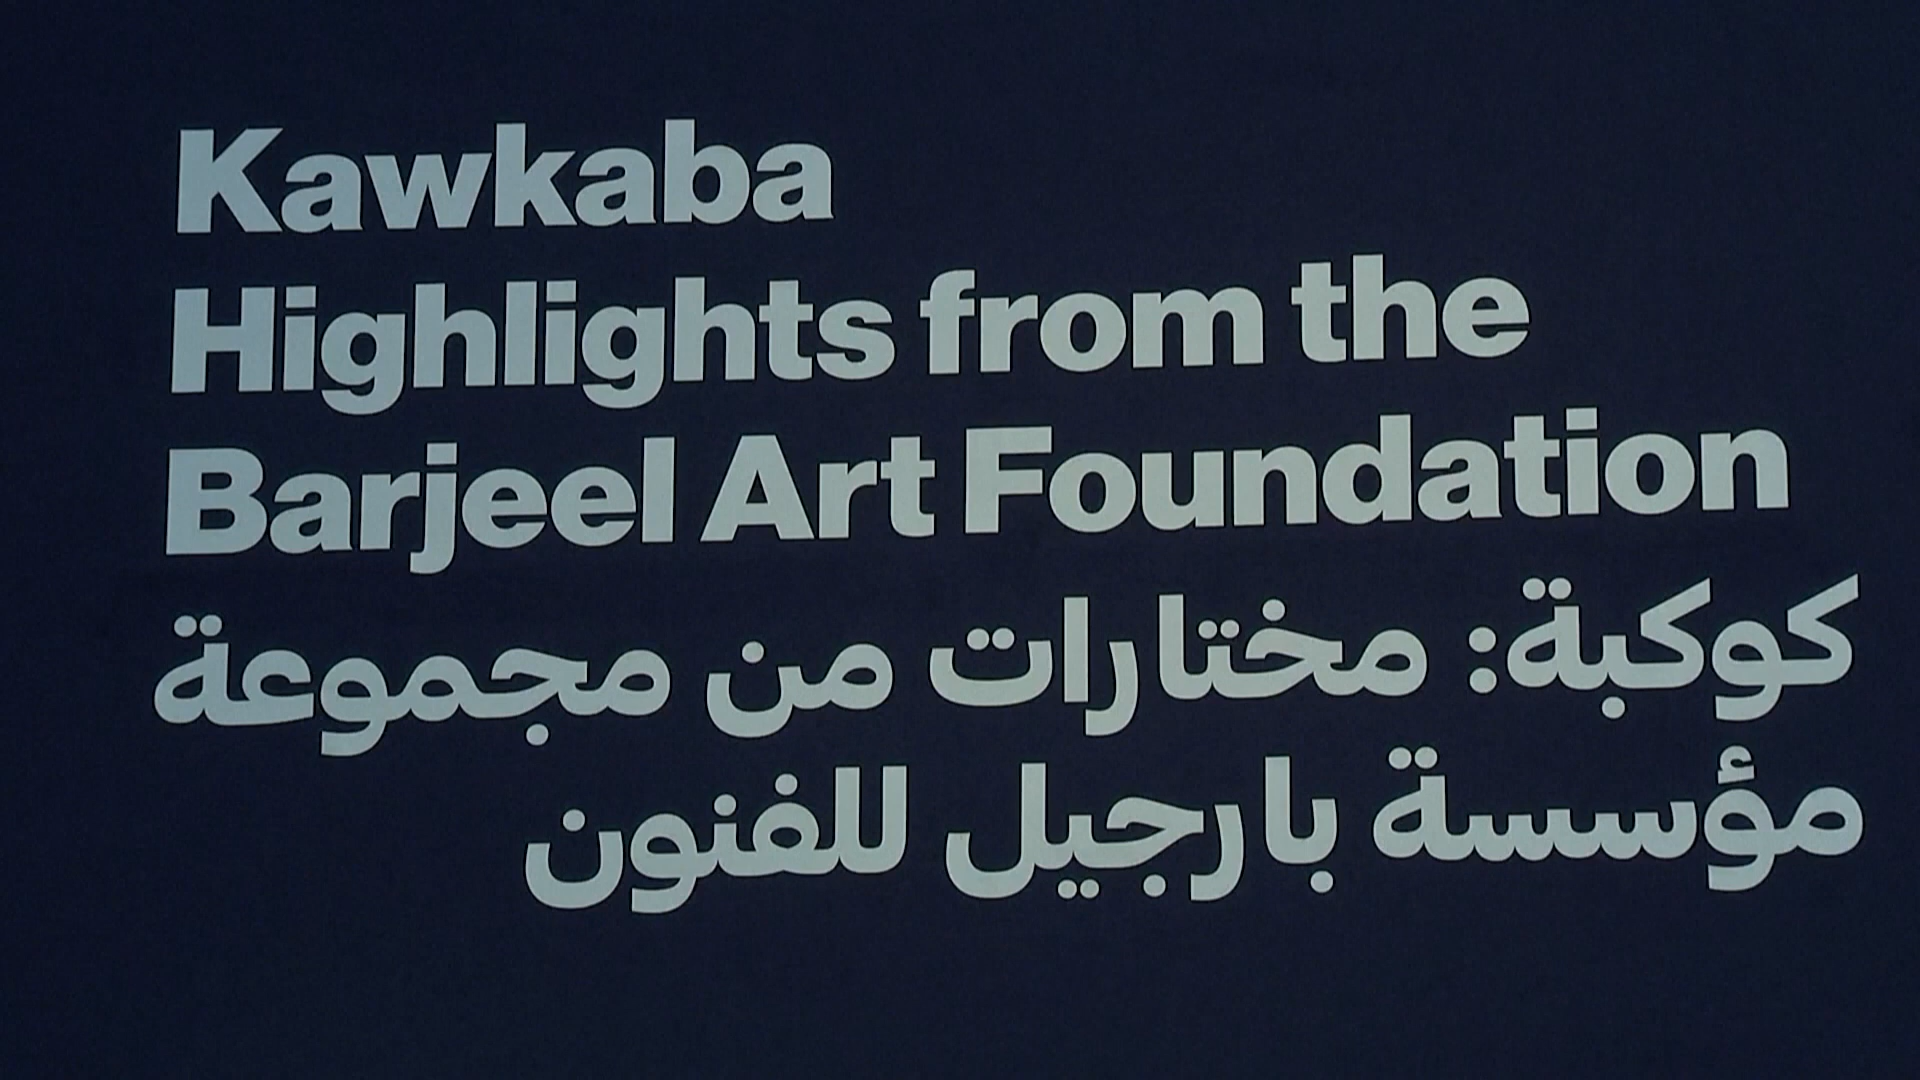 Kawkaba
Highlights from the
Barjeel Art Foundation
كوكبة: مختارات من مجموعة
مؤسسة بارجيل للفنون